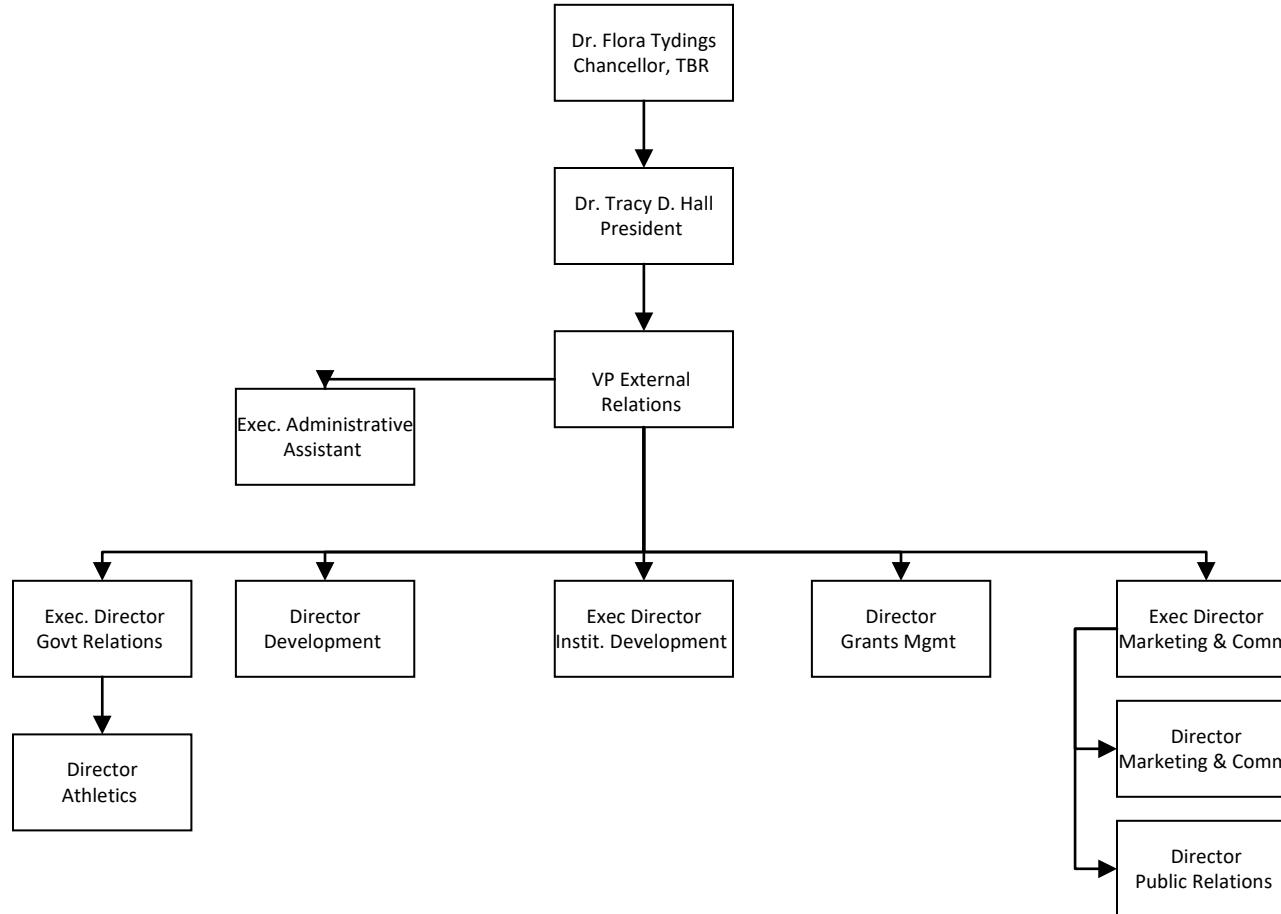 Dr. Flora Tydings
Chancellor, TBR
Dr. Tracy D. Hall
President
VP External
Relations
Exec. Administrative
Assistant
Exec. Director
Govt Relations
Director
Development
Exec Director
Instit. Development
Director
Grants Mgmt
Exec Director
Marketing & Comm
Director
Athletics
Director
Marketing & Comm
Director
Public Relations